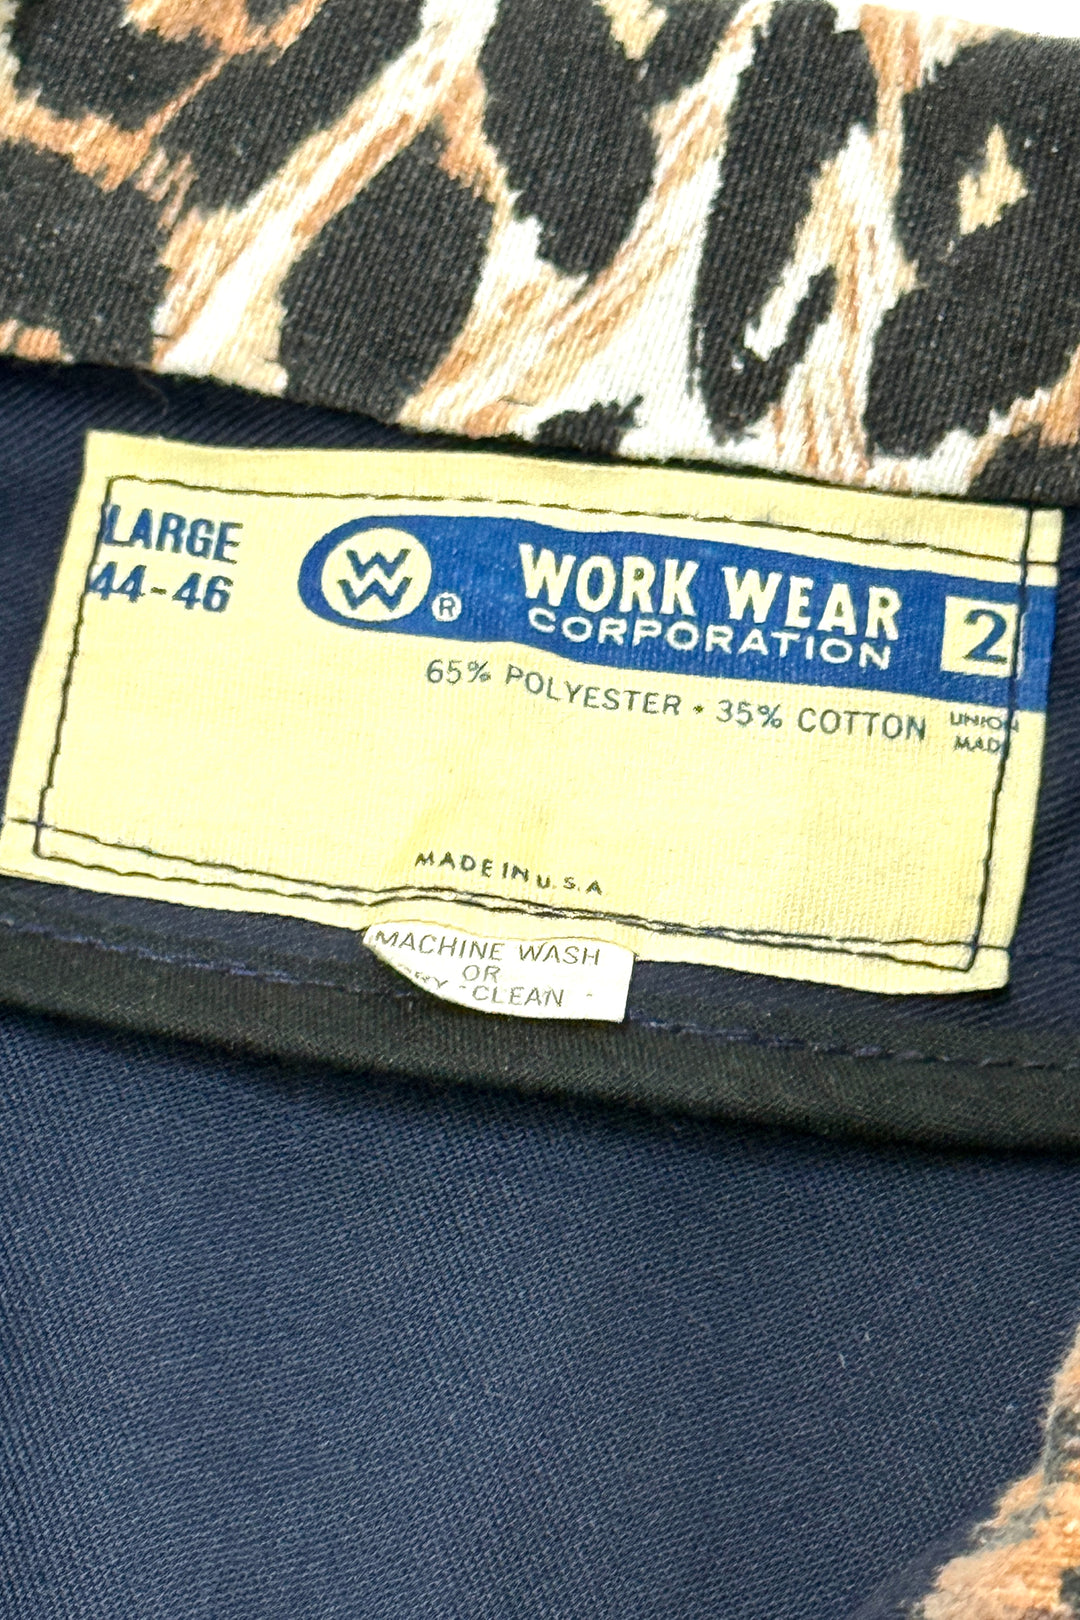 LARGE
44-46
WW
®
WORK WEAR
CORPORATION
2
65% POLYESTER • 35% COTTON
UNION
MADE
MADE IN U.S.A
MACHINE WASH
OR
DRY-CLEAN -